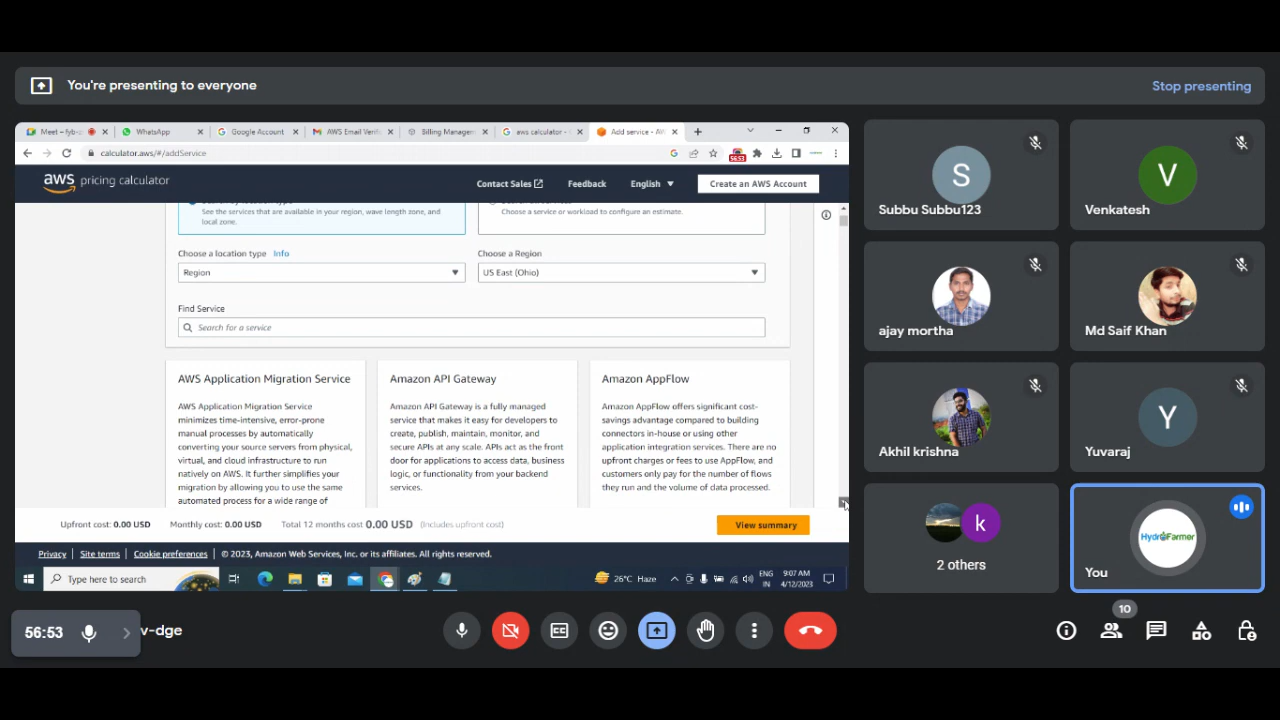 You're presenting to everyone
Stop presenting
Meet – fyb-
WhatsApp
Google Account
AWS Email Verifi
Billing Managem
aws calculator -
Add service - AW
calculator.aws/#/addService
56:53
aws pricing calculator
Contact Sales
Feedback
English
Create an AWS Account
See the services that are available in your region, wave length zone, and
local zone.
Choose a service or workload to configure an estimate.
Choose a location type Info
Choose a Region
Region
US East (Ohio)
Find Service
Search for a service
AWS Application Migration Service
AWS Application Migration Service
minimizes time-intensive, error-prone
manual processes by automatically
converting your source servers from physical,
virtual, and cloud infrastructure to run
natively on AWS. It further simplifies your
migration by allowing you to use the same
automated process for a wide range of
Amazon API Gateway
Amazon API Gateway is a fully managed
service that makes it easy for developers to
create, publish, maintain, monitor, and
secure APIs at any scale. APIs act as the front
door for applications to access data, business
logic, or functionality from your backend
services.
Amazon AppFlow
Amazon AppFlow offers significant cost-
savings advantage compared to building
connectors in-house or using other
application integration services. There are no
upfront charges or fees to use AppFlow, and
customers only pay for the number of flows
they run and the volume of data processed.
Upfront cost: 0.00 USD
Monthly cost: 0.00 USD
Total 12 months cost 0.00 USD (Includes upfront cost)
View summary
Privacy | Site terms | Cookie preferences | © 2023, Amazon Web Services, Inc. or its affiliates. All rights reserved.
Type here to search
26°C Haze
ENG
IN
9:07 AM
4/12/2023
S
Subbu Subbu123
V
Venkatesh
ajay mortha
Md Saif Khan
Akhil krishna
Y
Yuvaraj
k
2 others
HydroFarmer
You
56:53
v-dge
10